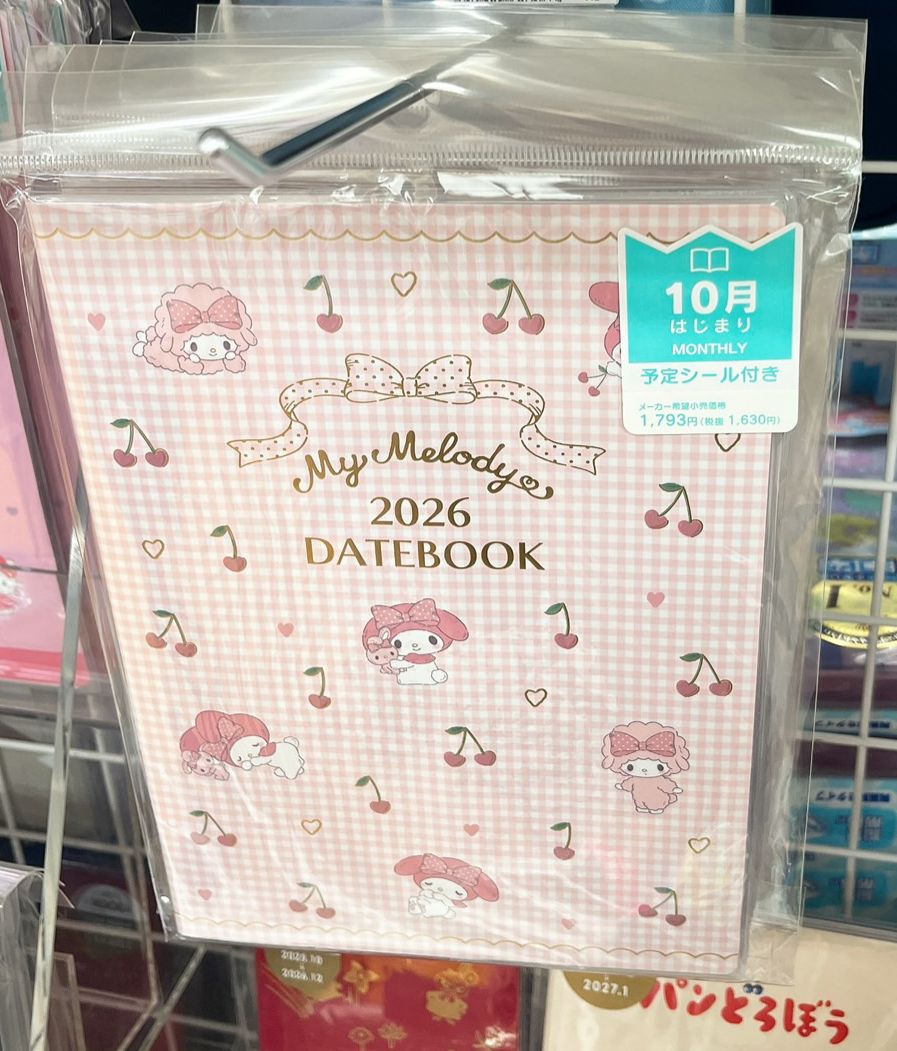 10月
はじまり
MONTHLY
予定シール付き
メーカー希望小売価格
1,793円(税抜 1,630円)
My Melody
2026
DATEBOOK
2027.1
パンどろぼう